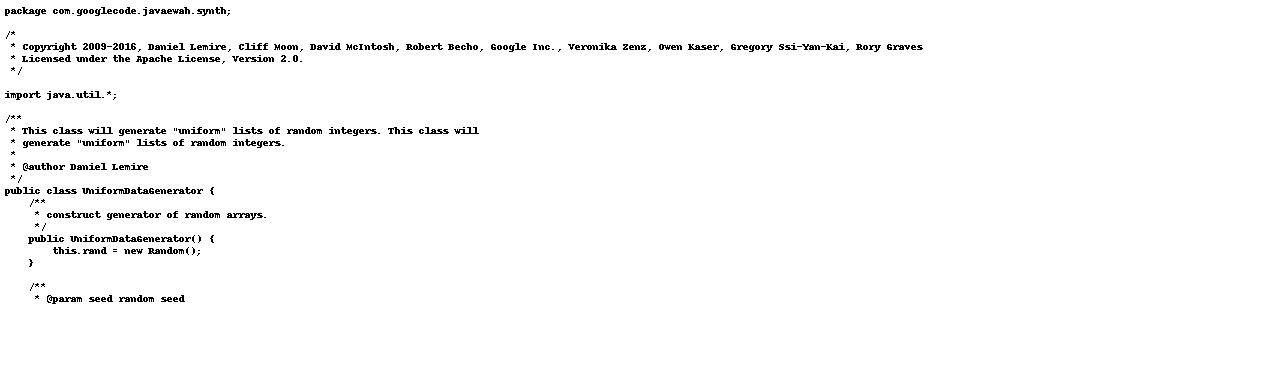 package com.googlecode.javaewah.synth;

/*
 * Copyright 2009-2016, Daniel Lemire, Cliff Moon, David McIntosh, Robert Becho, Google Inc., Veronika Zenz, Owen Kaser, Gregory Ssi-Yan-Kai, Rory Graves
 * Licensed under the Apache License, Version 2.0.
 */

import java.util.*;

/**
 * This class will generate "uniform" lists of random integers. This class will
 * generate "uniform" lists of random integers.
 *
 * @author Daniel Lemire
 */
public class UniformDataGenerator {
    /**
     * construct generator of random arrays.
     */
    public UniformDataGenerator() {
        this.rand = new Random();
    }

    /**
     * @param seed random seed